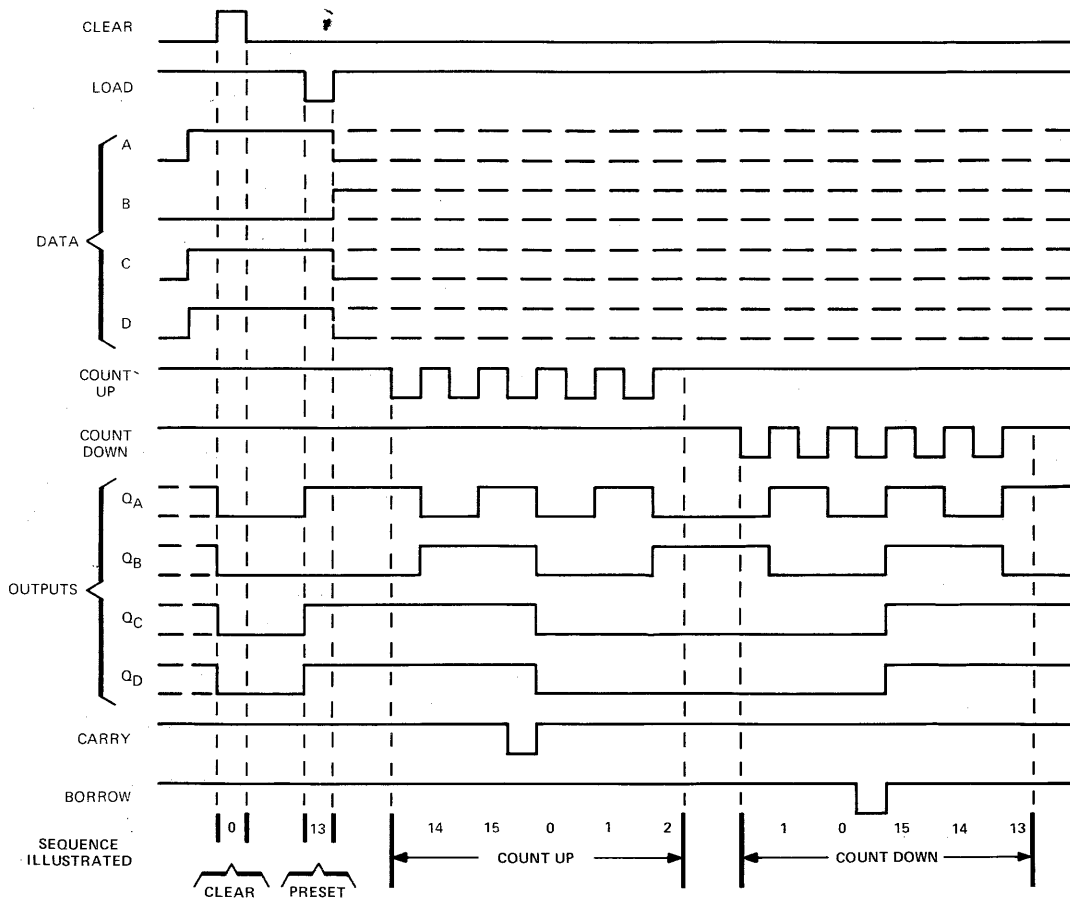 CLEAR
LOAD
A
B
DATA
C
D
COUNT
UP
COUNT
DOWN
QA
QB
OUTPUTS
QC
QD
CARRY
BORROW
0 13 14 15 0 1 2 1 0 15 14 13
SEQUENCE
ILLUSTRATED
COUNT UP COUNT DOWN
CLEAR PRESET